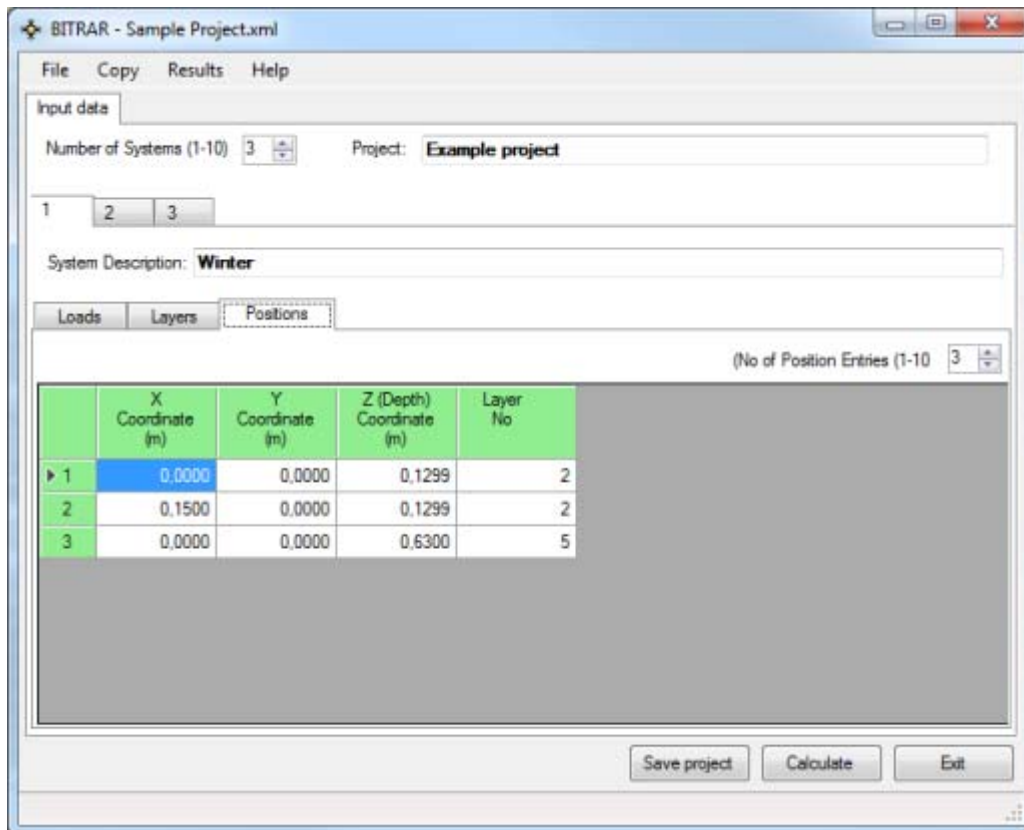 BITRAR - Sample Project.xml
File Copy Results Help
Input data
Number of Systems (1-10) 3 Project: Example project
1 2 3
System Description: Winter
Loads Layers Positions
(No of Position Entries (1-10 3
X Coordinate (m) Y Coordinate (m) Z (Depth) Coordinate (m) Layer No
1 0,0000 0,0000 0,1299 2
2 0,1500 0,0000 0,1299 2
3 0,0000 0,0000 0,6300 5
Save project Calculate Exit